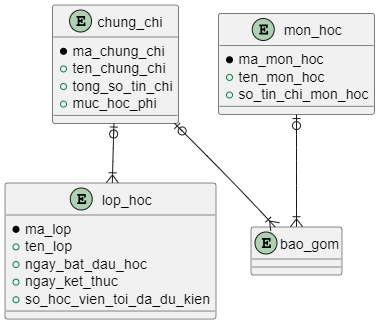 E chung_chi
ma_chung_chi
ten_chung_chi
tong_so_tin_chi
muc_hoc_phi
E mon_hoc
ma_mon_hoc
ten_mon_hoc
so_tin_chi_mon_hoc
E lop_hoc
ma_lop
ten_lop
ngay_bat_dau_hoc
ngay_ket_thuc
so_hoc_vien_toi_da_du_kien
E bao_gom